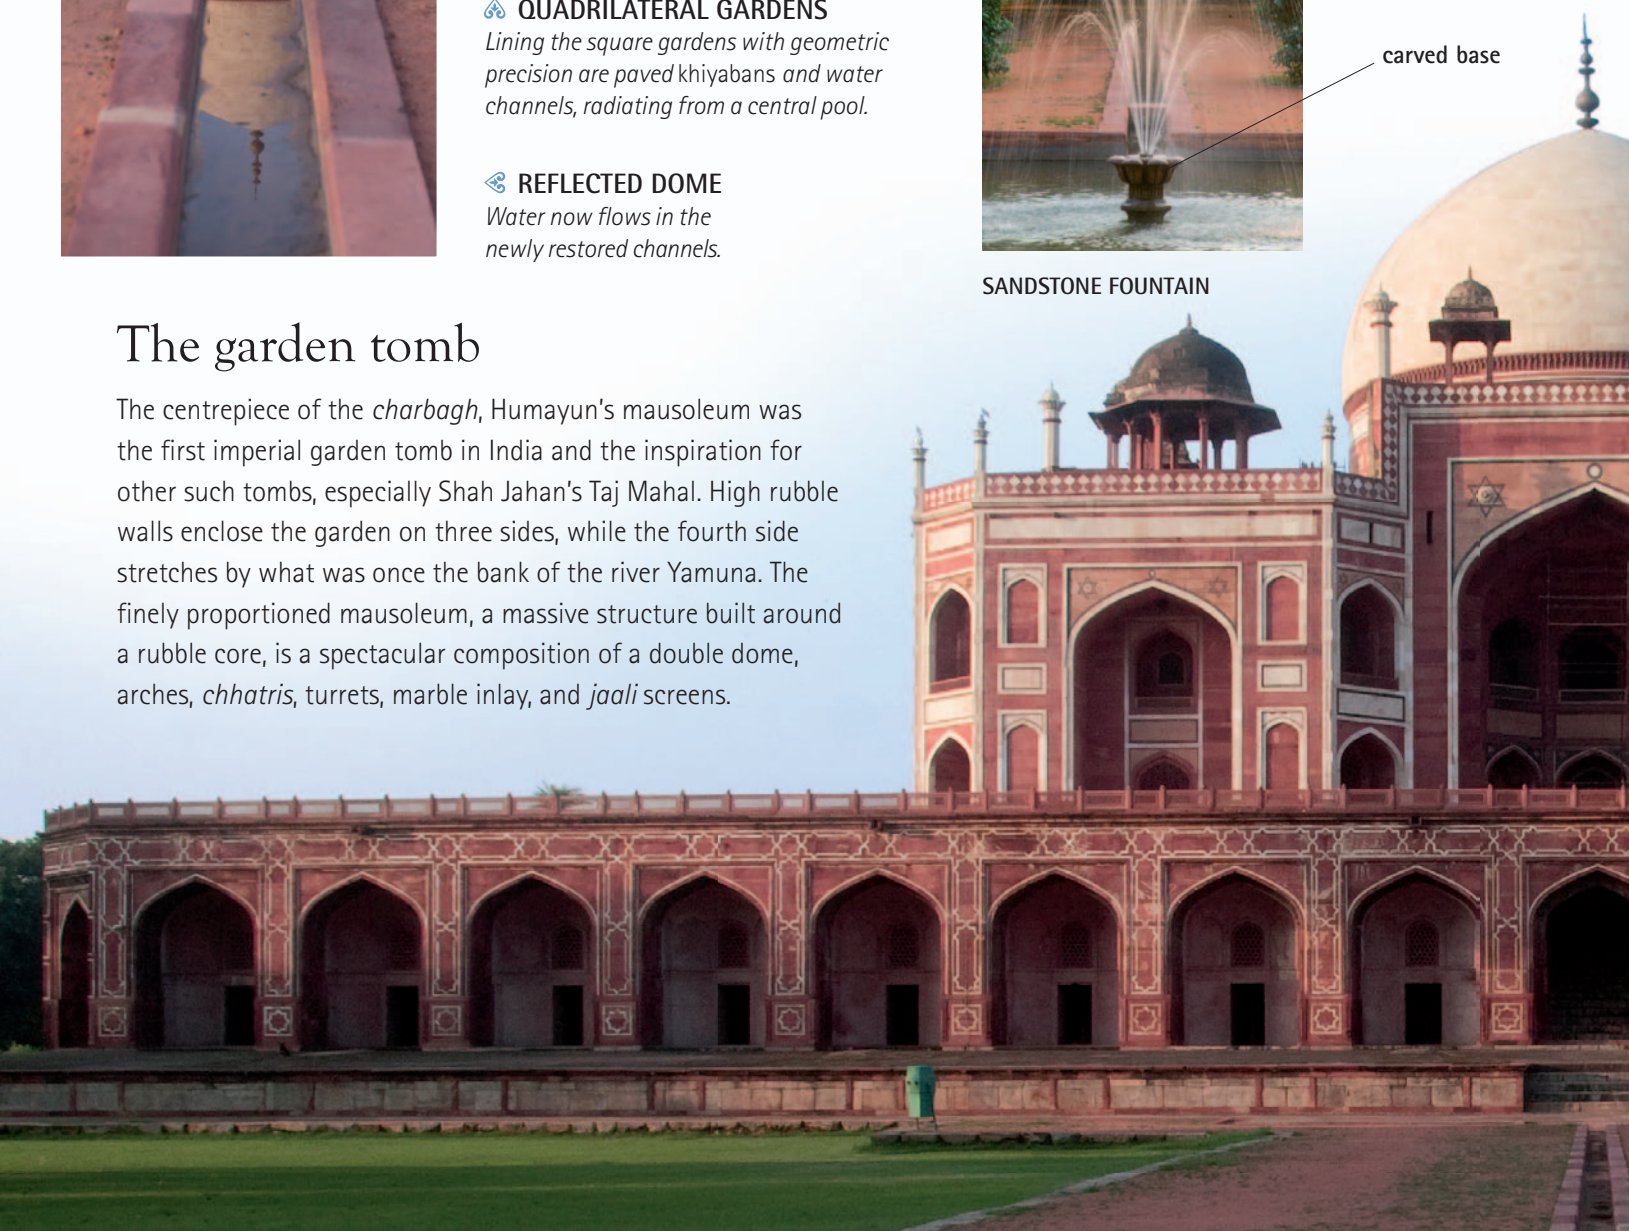 QUADRILATERAL GARDENS
Lining the square gardens with geometric
precision are paved khiyabans and water
channels, radiating from a central pool.
REFLECTED DOME
Water now flows in the
newly restored channels.
carved base
SANDSTONE FOUNTAIN
The garden tomb
The centrepiece of the charbagh, Humayun’s mausoleum was
the first imperial garden tomb in India and the inspiration for
other such tombs, especially Shah Jahan’s Taj Mahal. High rubble
walls enclose the garden on three sides, while the fourth side
stretches by what was once the bank of the river Yamuna. The
finely proportioned mausoleum, a massive structure built around
a rubble core, is a spectacular composition of a double dome,
arches, chhatris, turrets, marble inlay, and jaali screens.